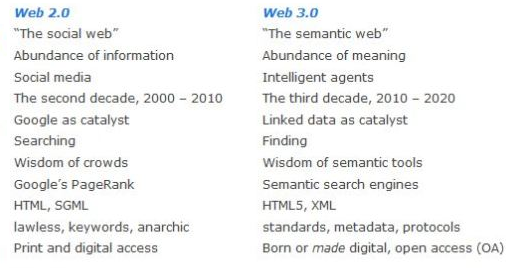 Web 2.0 Web 3.0
"The social web" "The semantic web"
Abundance of information Abundance of meaning
Social media Intelligent agents
The second decade, 2000 – 2010 The third decade, 2010 – 2020
Google as catalyst Linked data as catalyst
Searching Finding
Wisdom of crowds Wisdom of semantic tools
Google's PageRank Semantic search engines
HTML, SGML HTML5, XML
lawless, keywords, anarchic standards, metadata, protocols
Print and digital access Born or made digital, open access (OA)